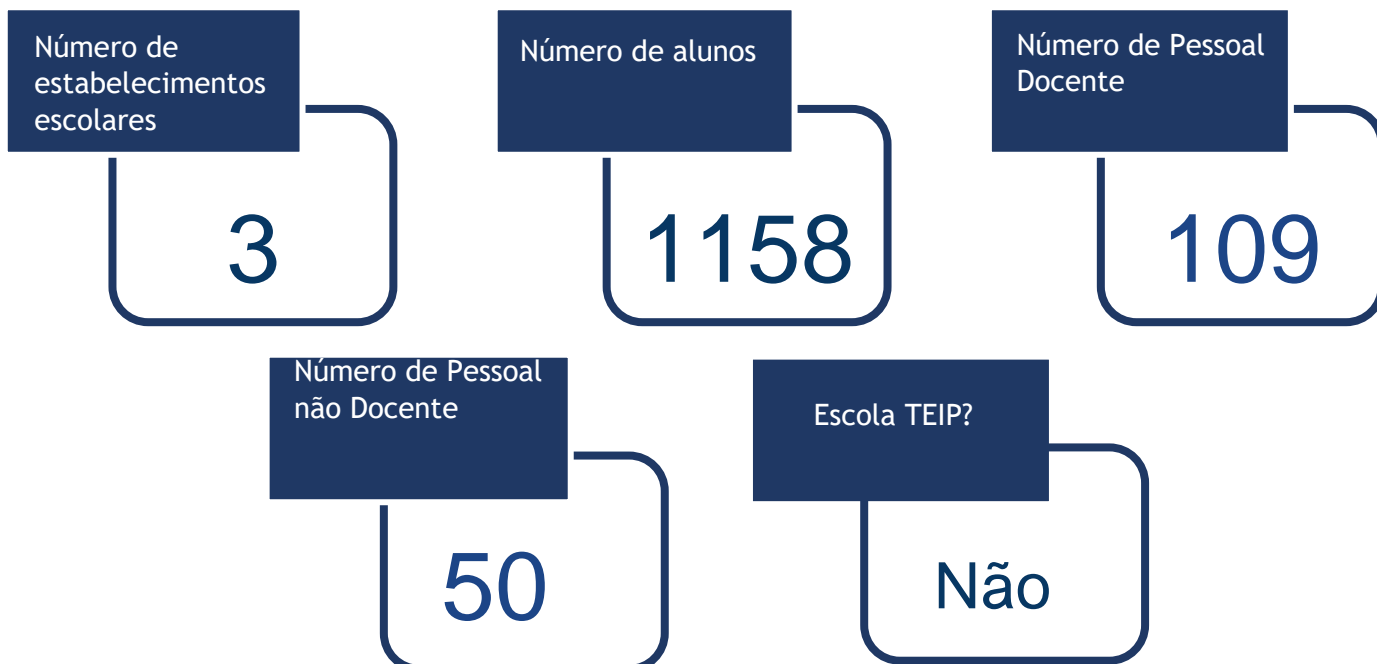 Número de
estabelecimentos
escolares
3
Número de alunos
1158
Número de Pessoal
Docente
109
Número de Pessoal
não Docente
50
Escola TEIP?
Não